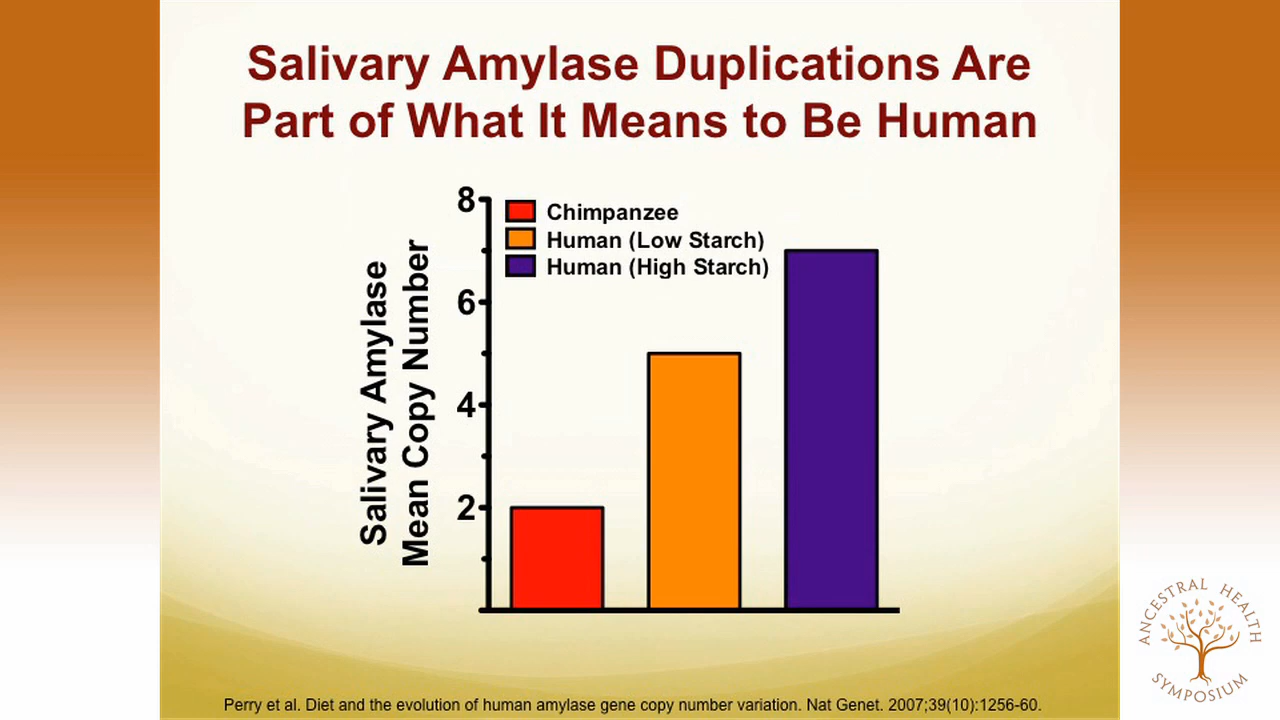 Salivary Amylase Duplications Are
Part of What It Means to Be Human
8
6
4
2
Salivary Amylase
Mean Copy Number
Chimpanzee
Human (Low Starch)
Human (High Starch)
Perry et al. Diet and the evolution of human amylase gene copy number variation. Nat Genet. 2007;39(10):1256-60.
ANCESTRAL HEALTH
SYMPOSIUM